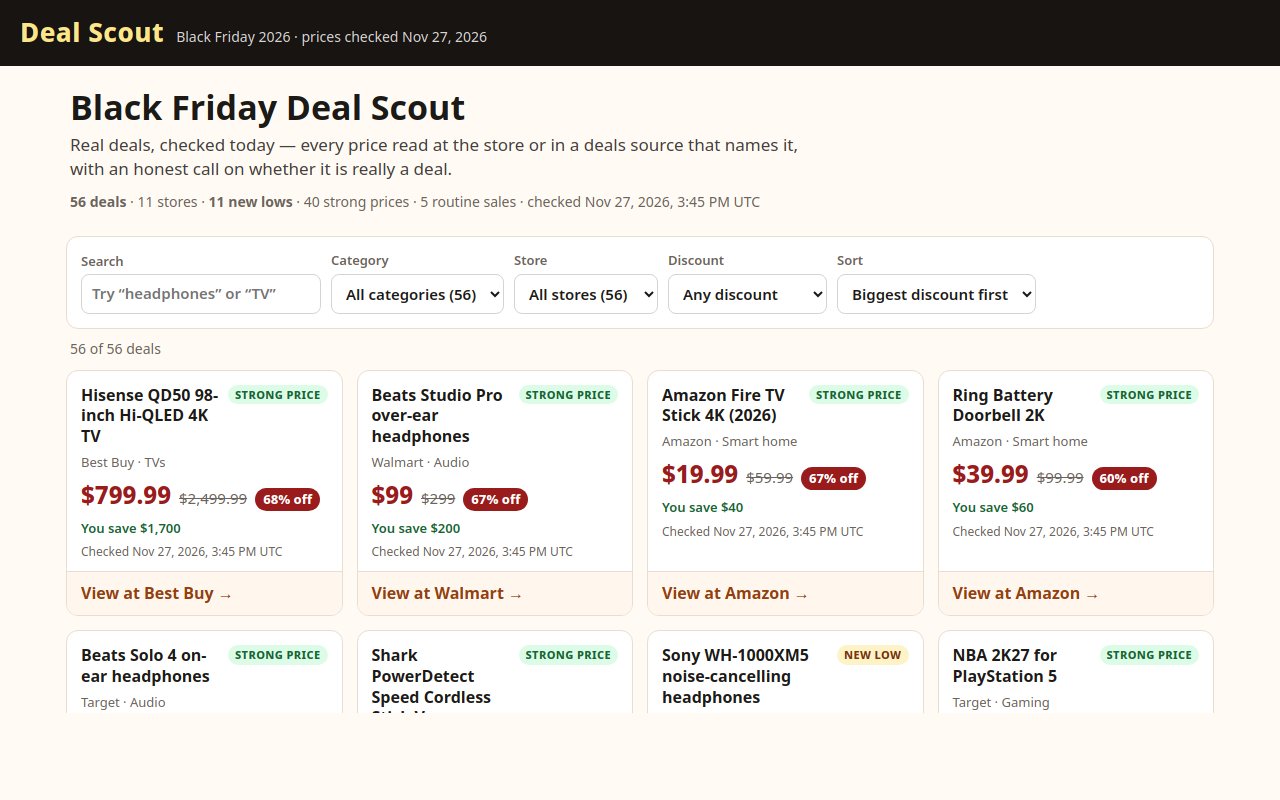 Deal Scout Black Friday 2026 · prices checked Nov 27, 2026
Black Friday Deal Scout
Real deals, checked today — every price read at the store or in a deals source that names it,
with an honest call on whether it is really a deal.
56 deals · 11 stores · 11 new lows · 40 strong prices · 5 routine sales · checked Nov 27, 2026, 3:45 PM UTC
Search
Try “headphones” or “TV”
Category
All categories (56)
Store
All stores (56)
Discount
Any discount
Sort
Biggest discount first
56 of 56 deals
Hisense QD50 98-
inch Hi-QLED 4K
TV
STRONG PRICE
Best Buy · TVs
$799.99 $2,499.99 68% off
You save $1,700
Checked Nov 27, 2026, 3:45 PM UTC
View at Best Buy →
Beats Studio Pro
over-ear
headphones
STRONG PRICE
Walmart · Audio
$99 $299 67% off
You save $200
Checked Nov 27, 2026, 3:45 PM UTC
View at Walmart →
Amazon Fire TV
Stick 4K (2026)
STRONG PRICE
Amazon · Smart home
$19.99 $59.99 67% off
You save $40
Checked Nov 27, 2026, 3:45 PM UTC
View at Amazon →
Ring Battery
Doorbell 2K
STRONG PRICE
Amazon · Smart home
$39.99 $99.99 60% off
You save $60
Checked Nov 27, 2026, 3:45 PM UTC
View at Amazon →
Beats Solo 4 on-
ear headphones
STRONG PRICE
Target · Audio
Shark
PowerDetect
Speed Cordless
STRONG PRICE
Sony WH-1000XM5
noise-cancelling
headphones
NEW LOW
NBA 2K27 for
PlayStation 5
STRONG PRICE
Target · Gaming